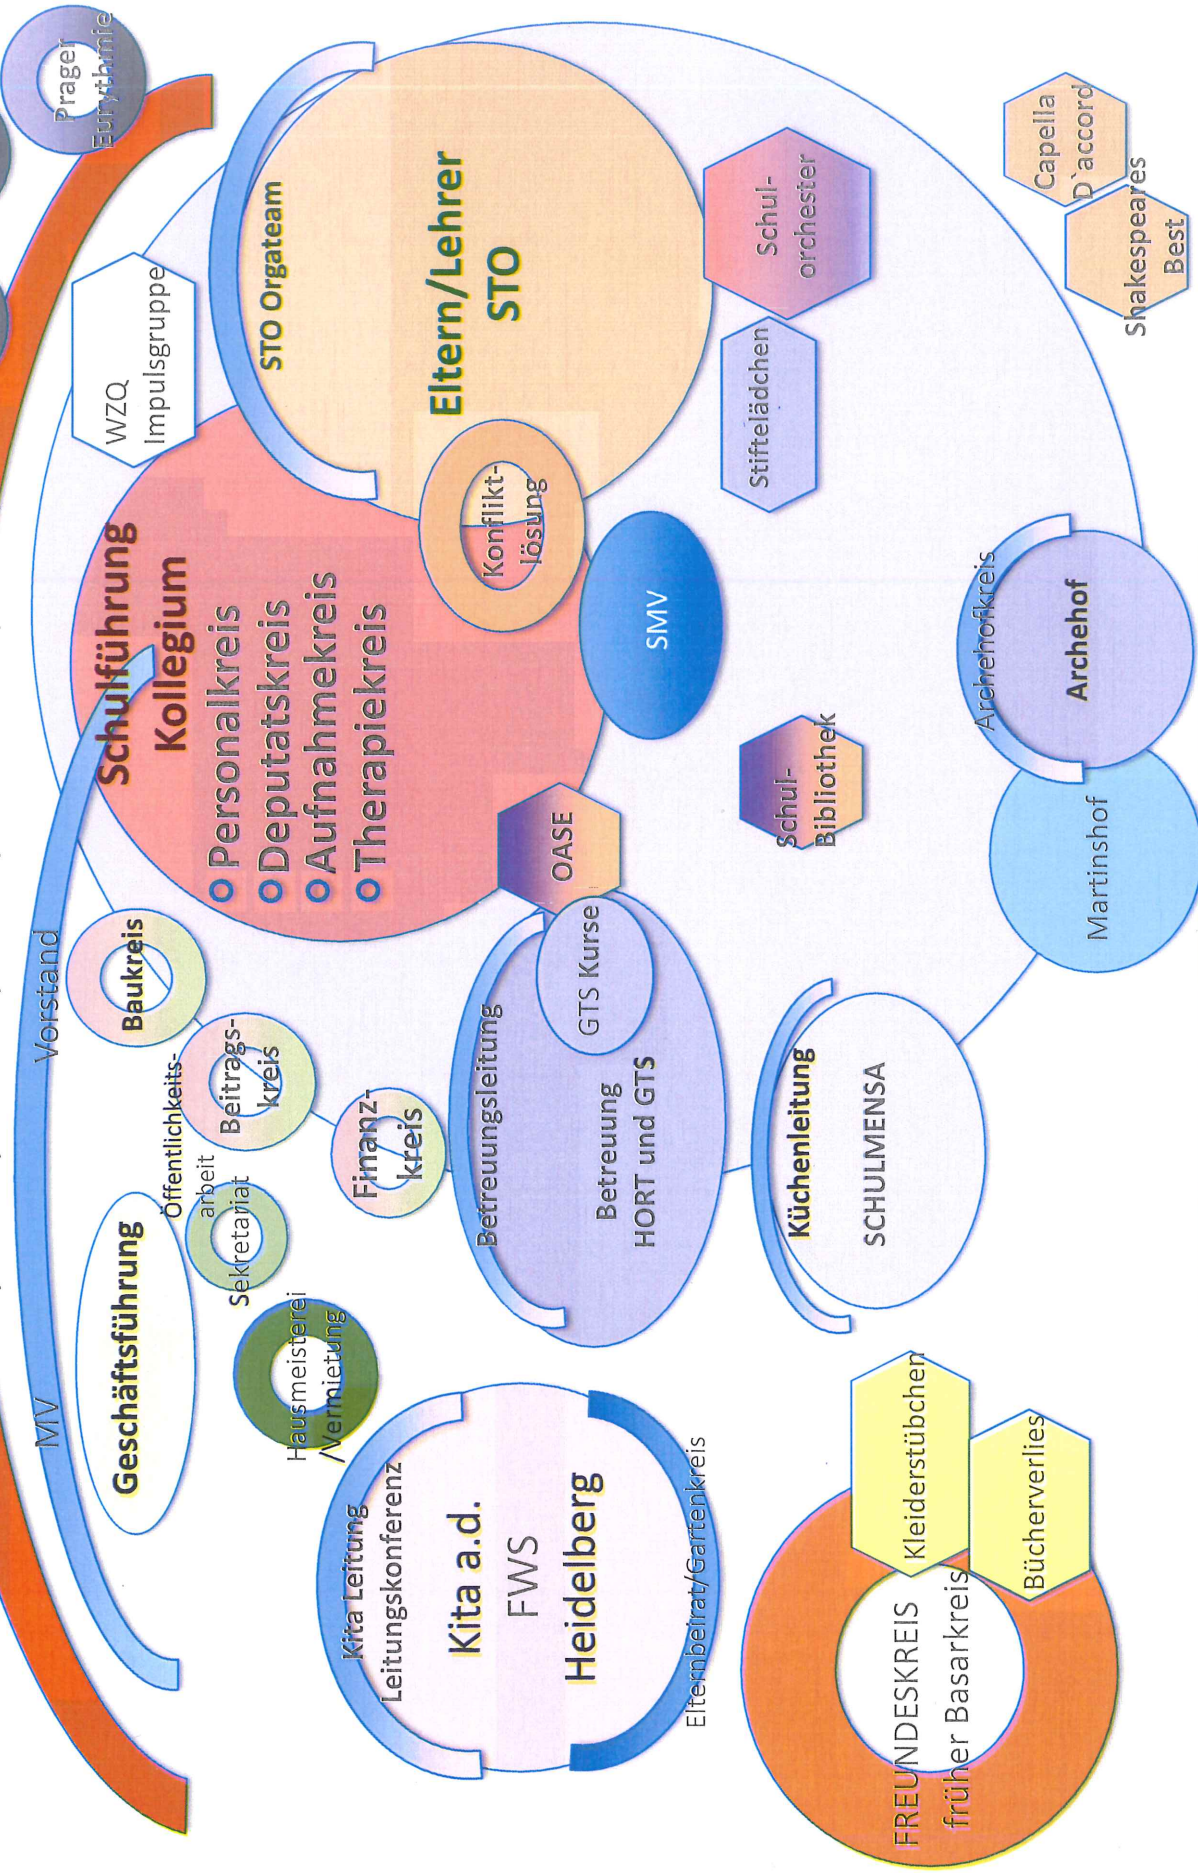 MV
Vorstand
Prager
Eurythmie
Geschäftsführung
Öffentlichkeits-
arbeit
Sekretariat
Hausmeisterei
/Vermietung
Baukreis
Beitrags-
kreis
Finanz-
kreis
Schulführung
Kollegium
Personalkreis
Deputatskreis
Aufnahmekreis
Therapiekreis
WZQ
Impulsgruppe
STO Orgateam
Eltern/Lehrer
STO
Konflikt-
lösung
Kita Leitung
Leitungskonferenz
Kita a.d.
FWS
Heidelberg
Elternbeirat/Gartenkreis
Betreuungsleitung
GTS Kurse
Betreuung
HORT und GTS
OASE
SMV
Stiftelädchen
Schul-
orchester
Küchenleitung
SCHULMENSA
Schul-
Bibliothek
FREUNDESKREIS
früher Basarkreis
Kleiderstübchen
Bücherverlies
Martinshof
Archehofkreis
Archehof
Capella
D`accord
Shakespeares
Best